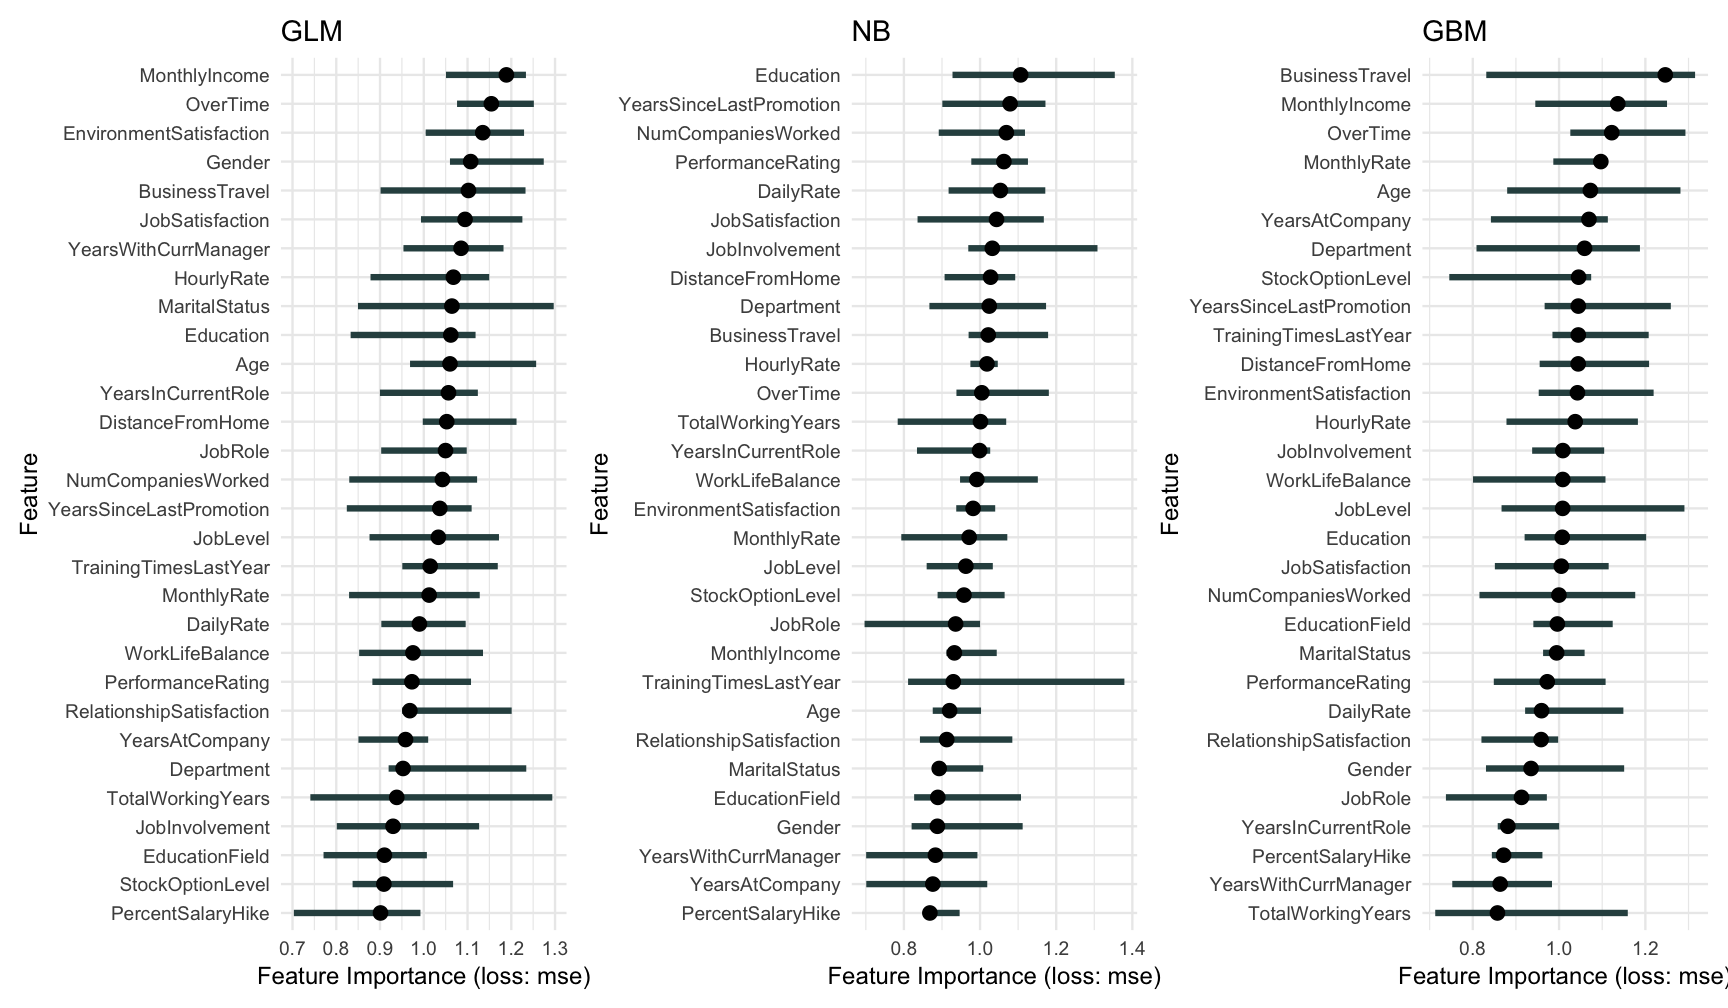 GLM
MonthlyIncome
OverTime
EnvironmentSatisfaction
Gender
BusinessTravel
JobSatisfaction
YearsWithCurrManager
HourlyRate
MaritalStatus
Education
Age
YearsInCurrentRole
DistanceFromHome
JobRole
NumCompaniesWorked
YearsSinceLastPromotion
JobLevel
TrainingTimesLastYear
MonthlyRate
DailyRate
WorkLifeBalance
PerformanceRating
RelationshipSatisfaction
YearsAtCompany
Department
TotalWorkingYears
JobInvolvement
EducationField
StockOptionLevel
PercentSalaryHike
Feature
0.7 0.8 0.9 1.0 1.1 1.2 1.3
Feature Importance (loss: mse)
NB
Education
YearsSinceLastPromotion
NumCompaniesWorked
PerformanceRating
DailyRate
JobSatisfaction
JobInvolvement
DistanceFromHome
Department
BusinessTravel
HourlyRate
OverTime
TotalWorkingYears
YearsInCurrentRole
WorkLifeBalance
EnvironmentSatisfaction
MonthlyRate
JobLevel
StockOptionLevel
JobRole
MonthlyIncome
TrainingTimesLastYear
Age
RelationshipSatisfaction
MaritalStatus
EducationField
Gender
YearsWithCurrManager
YearsAtCompany
PercentSalaryHike
Feature
0.8 1.0 1.2 1.4
Feature Importance (loss: mse)
GBM
BusinessTravel
MonthlyIncome
OverTime
MonthlyRate
Age
YearsAtCompany
Department
StockOptionLevel
YearsSinceLastPromotion
TrainingTimesLastYear
DistanceFromHome
EnvironmentSatisfaction
HourlyRate
JobInvolvement
WorkLifeBalance
JobLevel
Education
JobSatisfaction
NumCompaniesWorked
EducationField
MaritalStatus
PerformanceRating
DailyRate
RelationshipSatisfaction
Gender
JobRole
YearsInCurrentRole
PercentSalaryHike
YearsWithCurrManager
TotalWorkingYears
Feature
0.8 1.0 1.2
Feature Importance (loss: mse)